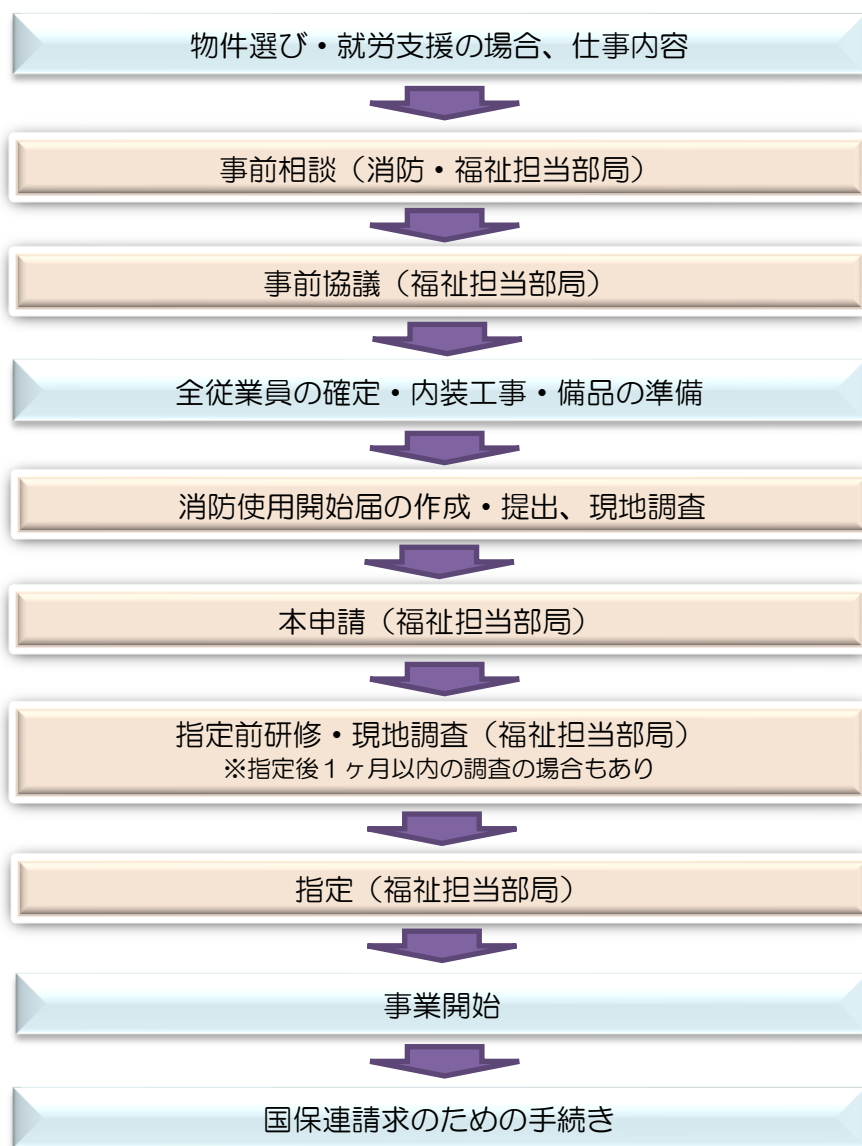 物件選び・就労支援の場合、仕事内容
事前相談（消防・福祉担当部局）
事前協議（福祉担当部局）
全従業員の確定・内装工事・備品の準備
消防使用開始届の作成・提出、現地調査
本申請（福祉担当部局）
指定前研修・現地調査（福祉担当部局）
※指定後１ヶ月以内の調査の場合もあり
指定（福祉担当部局）
事業開始
国保連請求のための手続き